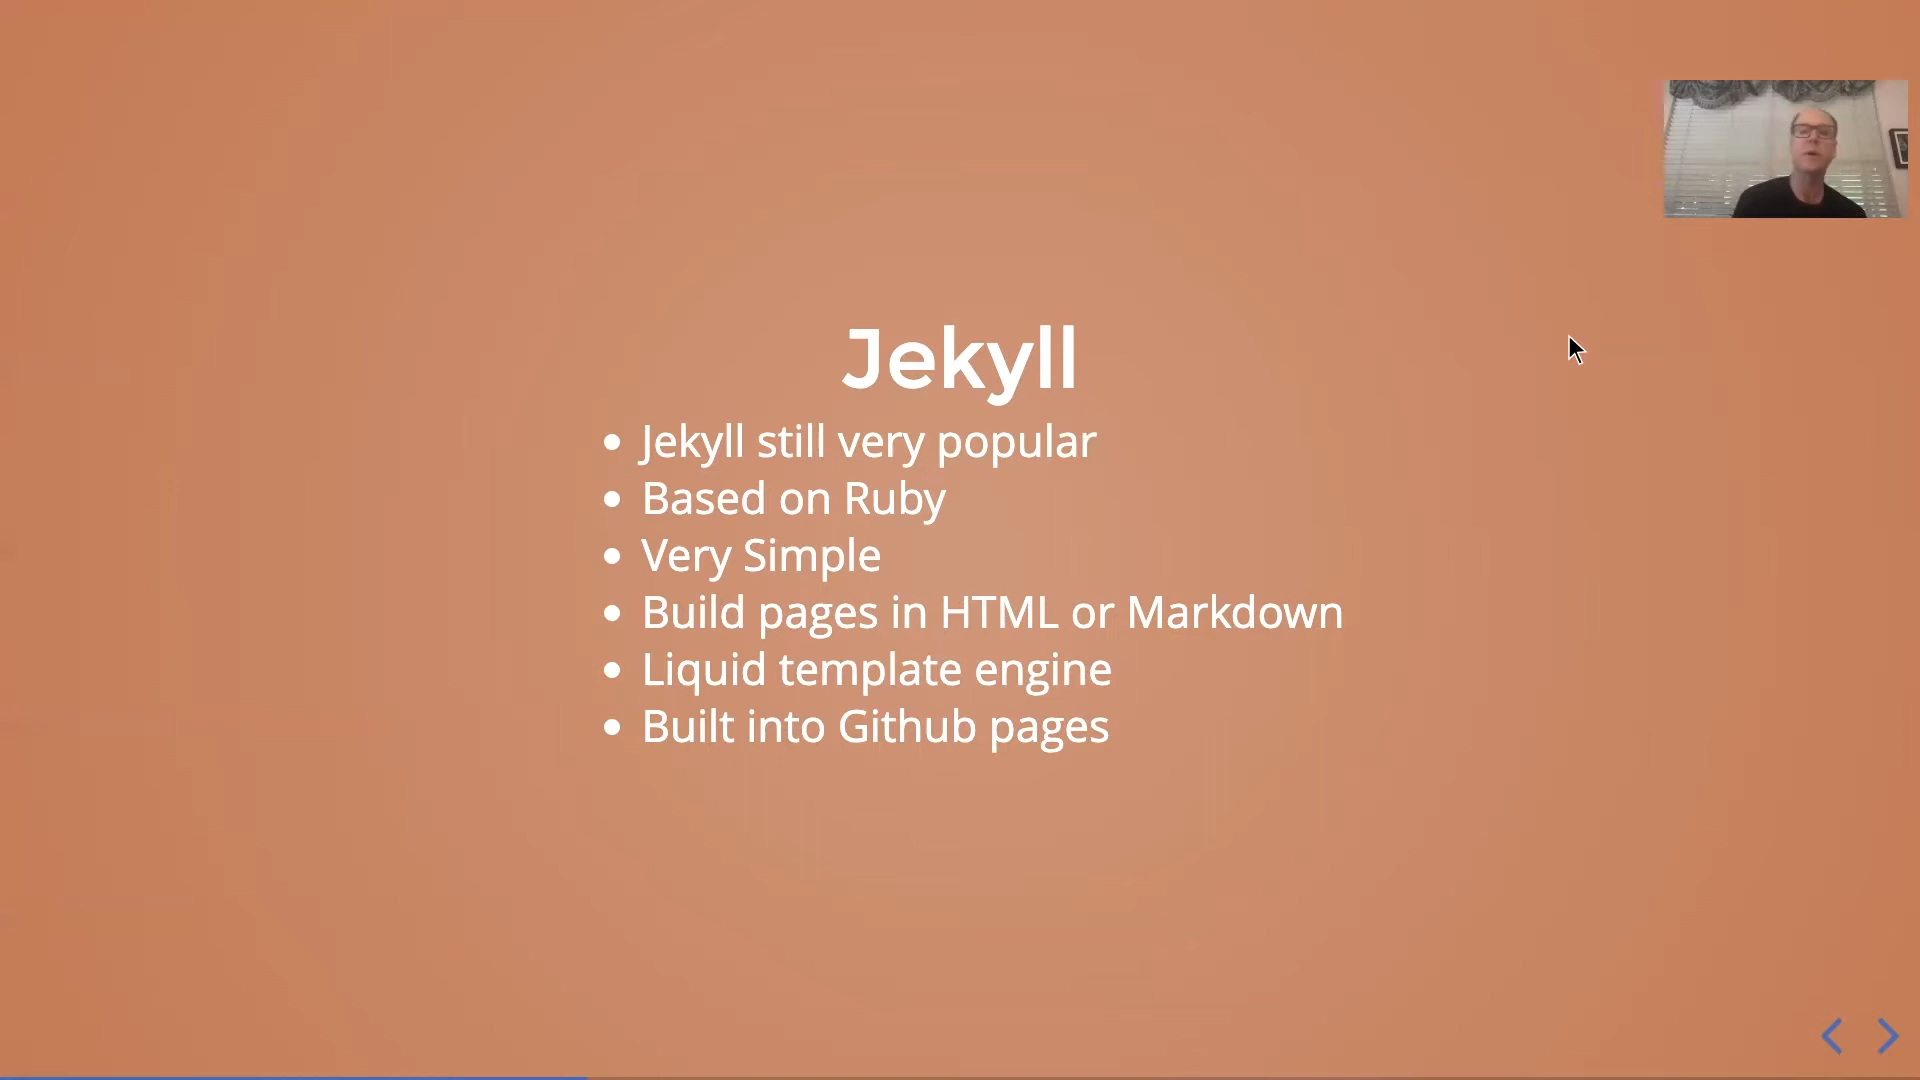 Jekyll
Jekyll still very popular
Based on Ruby
Very Simple
Build pages in HTML or Markdown
Liquid template engine
Built into Github pages